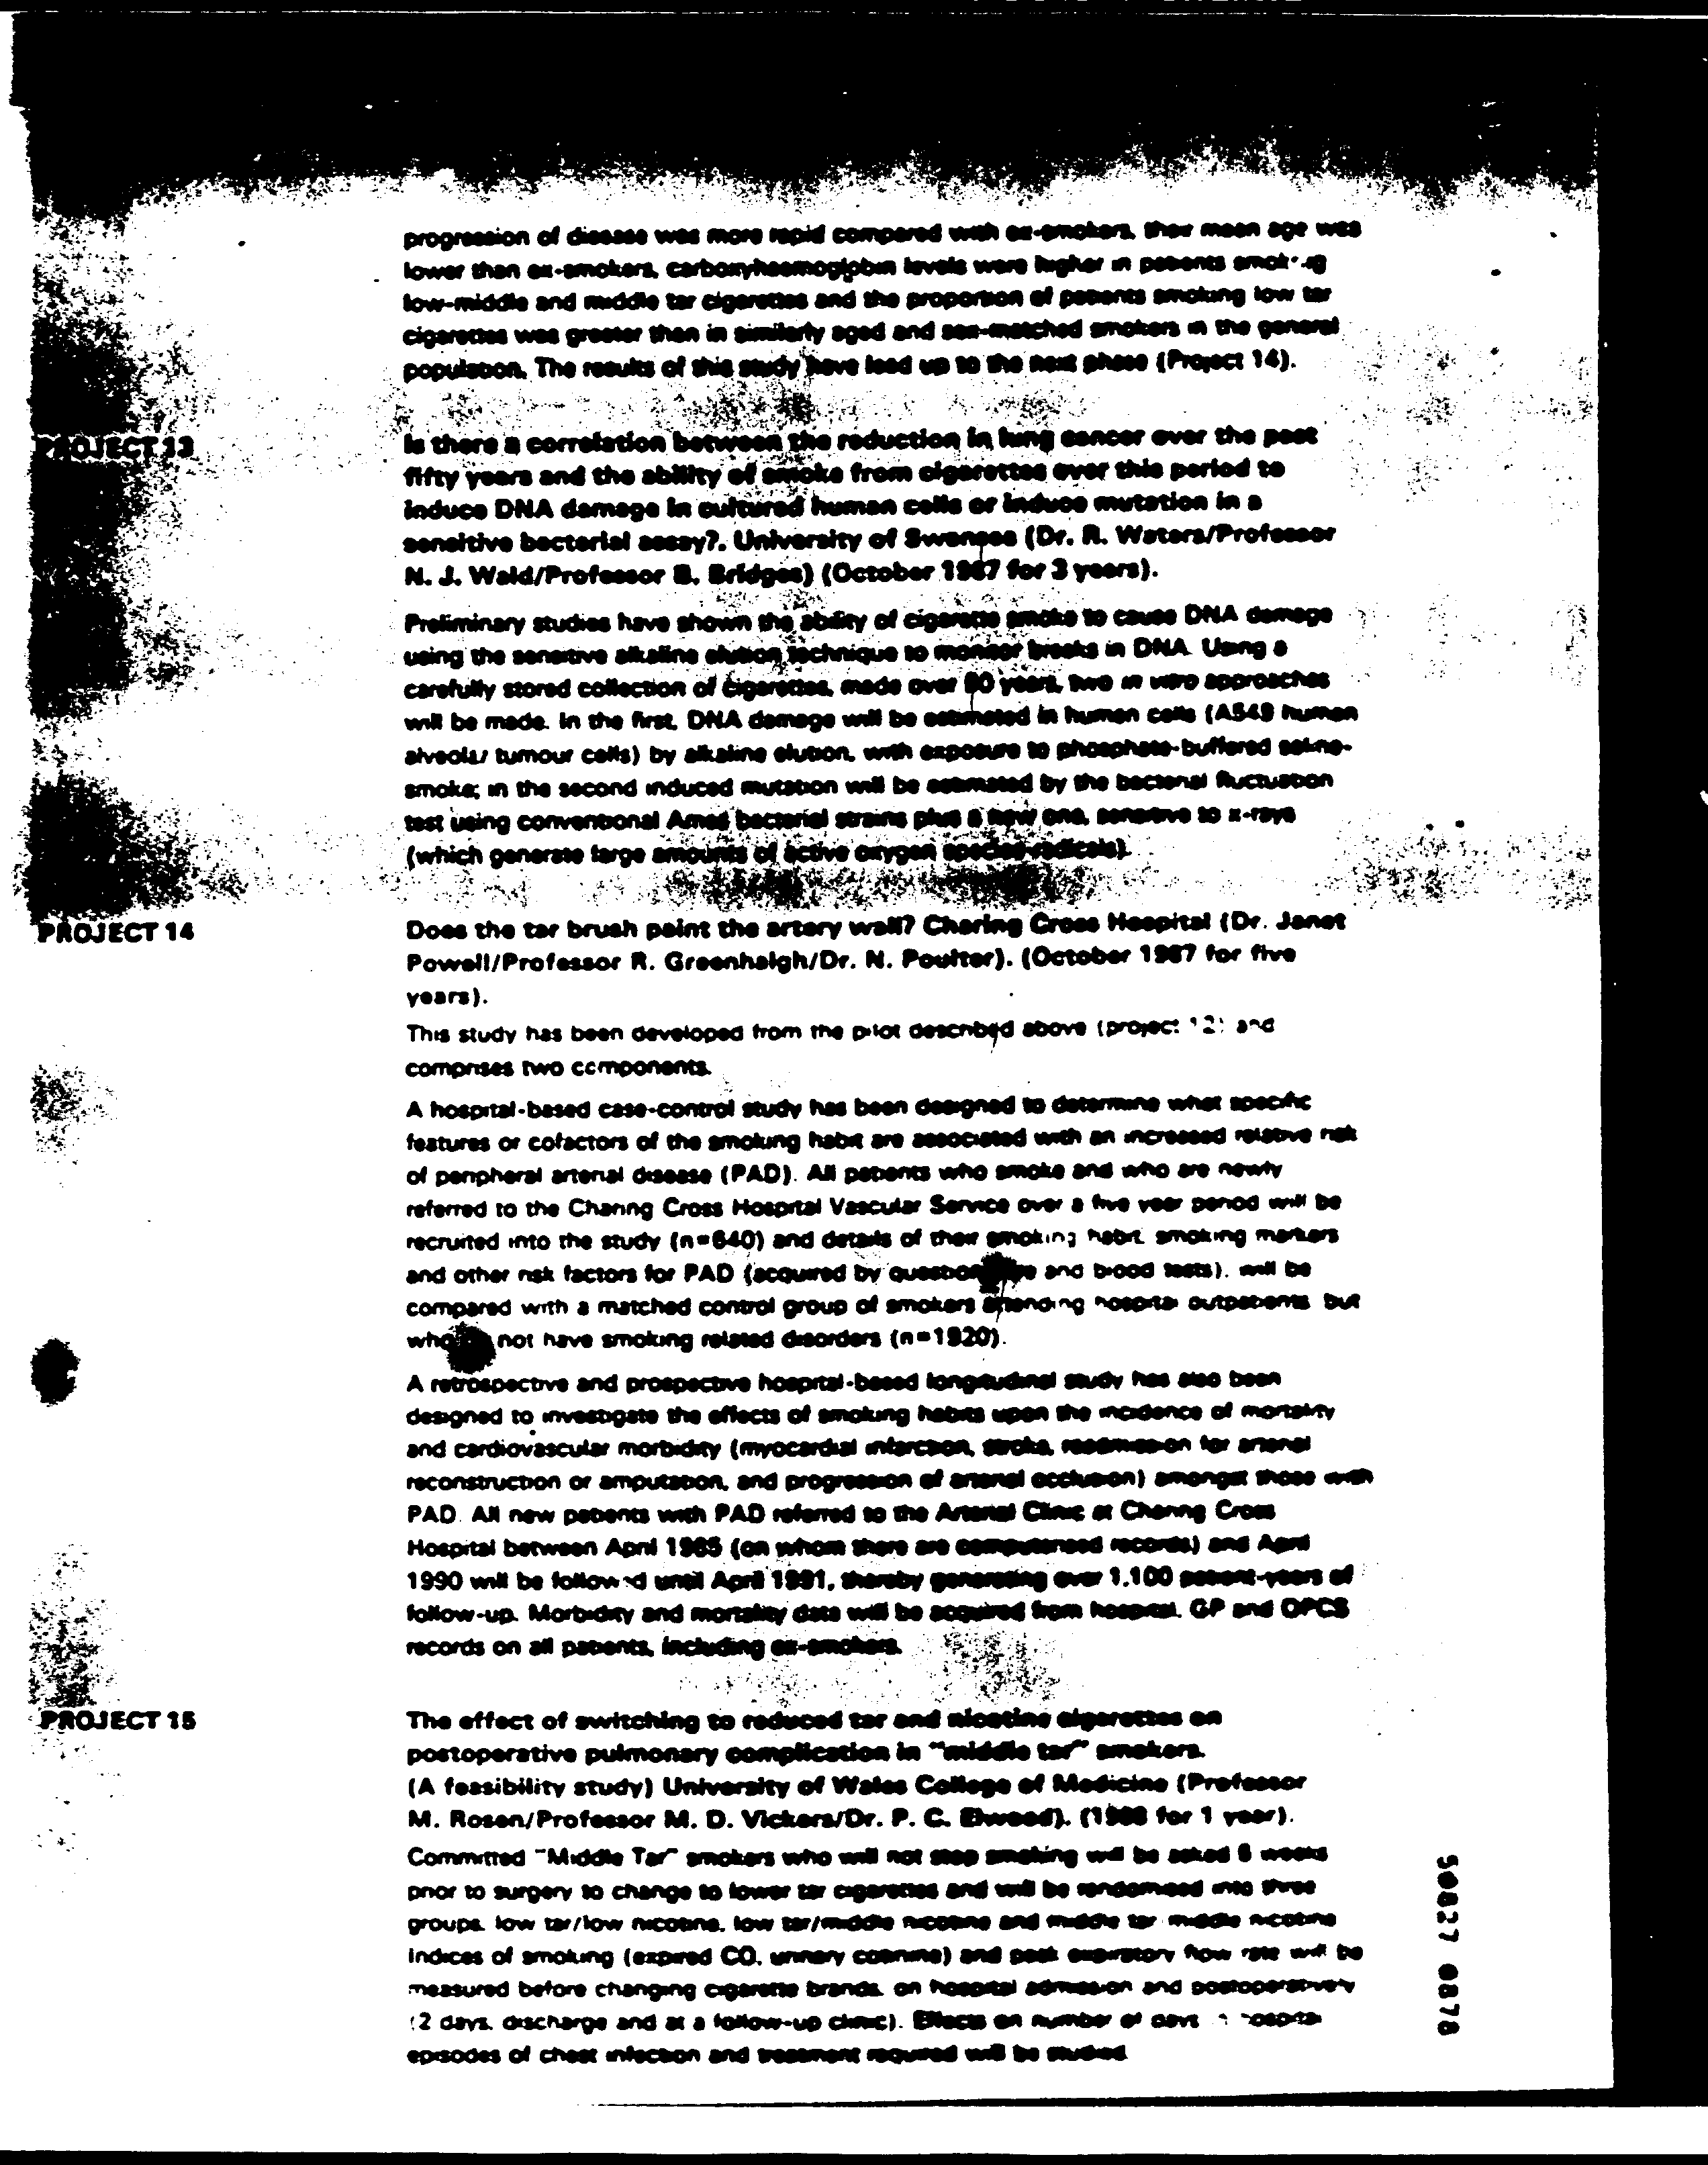 progression of disease was more rapid compared with ex-smokers, their mean age was
lower than ex-smokers, carboxyhaemoglobin levels were higher in patients smoking
low-middle and middle tar cigarettes and the proportion of patients smoking low tar
cigarettes was greater than in similarly aged and sex-matched smokers in the general
population. The results of this study have lead up to the next phase (Project 14).
PROJECT 13
Is there a correlation between the reduction in lung cancer over the past
fifty years and the ability of smoke from cigarettes over this period to
induce DNA damage in cultured human cells or induce mutation in a
sensitive bacterial assay?. University of Swansea (Dr. R. Waters/Professor
N. J. Wald/Professor B. Bridges) (October 1987 for 3 years).
Preliminary studies have shown the ability of cigarette smoke to cause DNA damage
using the sensitive alkaline elution technique to monitor breaks in DNA. Using a
carefully stored collection of cigarettes, made over 50 years, two in vitro approaches
will be made. In the first, DNA damage will be estimated in human cells (A549 human
alveolar tumour cells) by alkaline elution, with exposure to phosphate-buffered saline-
smoke; in the second induced mutation will be estimated by the bacterial fluctuation
test using conventional Ames bacterial strains plus a new one, sensitive to x-rays
(which generate large amounts of active oxygen species-radicals).
PROJECT 14
Does the tar brush paint the artery wall? Charing Cross Hospital (Dr. Janet
Powell/Professor R. Greenhalgh/Dr. N. Poulter). (October 1987 for five
years).
This study has been developed from the pilot described above (project 12) and
comprises two components.
A hospital-based case-control study has been designed to determine what specific
features or cofactors of the smoking habit are associated with an increased relative risk
of peripheral arterial disease (PAD). All patients who smoke and who are newly
referred to the Charing Cross Hospital Vascular Service over a five year period will be
recruited into the study (n=640) and details of their smoking habit, smoking markers
and other risk factors for PAD (acquired by questionnaire and blood tests), will be
compared with a matched control group of smokers attending hospital outpatients but
who not have smoking related disorders (n=1920).
A retrospective and prospective hospital-based longitudinal study has also been
designed to investigate the effects of smoking habits upon the incidence of mortality
and cardiovascular morbidity (myocardial infarction, stroke, readmission for arterial
reconstruction or amputation, and progression of arterial occlusion) amongst those with
PAD. All new patients with PAD referred to the Arterial Clinic at Charing Cross
Hospital between April 1985 (on whom there are computerised records) and April
1990 will be followed until April 1991, thereby generating over 1,100 patient-years of
follow-up. Morbidity and mortality data will be acquired from hospital, GP and OPCS
records on all patients, including ex-smokers.
PROJECT 15
The effect of switching to reduced tar and nicotine cigarettes on
postoperative pulmonary complication in "middle tar" smokers.
(A feasibility study) University of Wales College of Medicine (Professor
M. Rosen/Professor M. D. Vickers/Dr. P. C. Elwood). (1988 for 1 year).
Committed "Middle Tar" smokers who will not stop smoking will be asked 6 weeks
prior to surgery to change to lower tar cigarettes and will be randomised into three
groups. low tar/low nicotine, low tar/middle nicotine and middle tar middle nicotine
Indices of smoking (expired CO, urinary cotinine) and peak expiratory flow rate will be
measured before changing cigarette brands, on hospital admission and postoperatively
(2 days, discharge and at a follow-up clinic). Effects on number of days in hospital
episodes of chest infection and treatment required will be studied
50827 0878